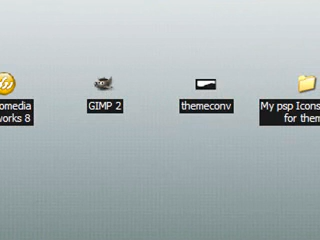 omedia
works 8
GIMP 2
themeconv
My psp Icons
for them